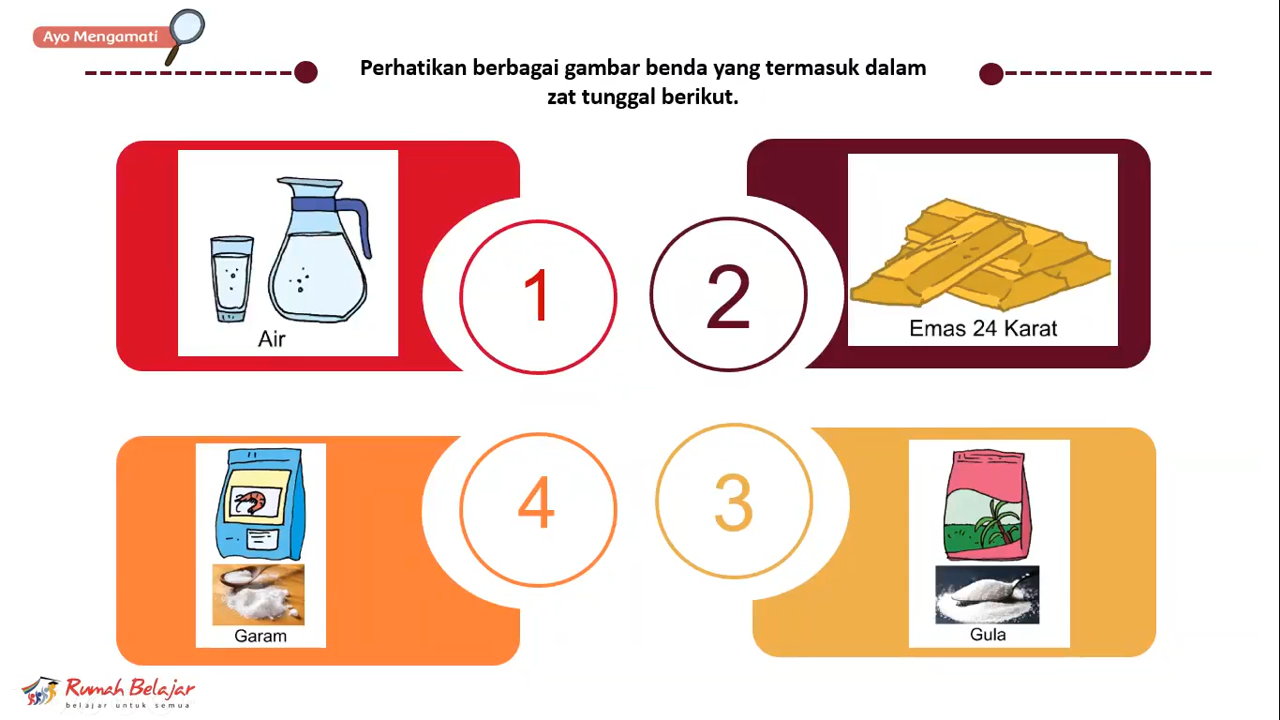 Ayo Mengamati
Perhatikan berbagai gambar benda yang termasuk dalam
zat tunggal berikut.
Air
1
2
Emas 24 Karat
Garam
4
3
Gula
Rumah Belajar
belajar untuk semua